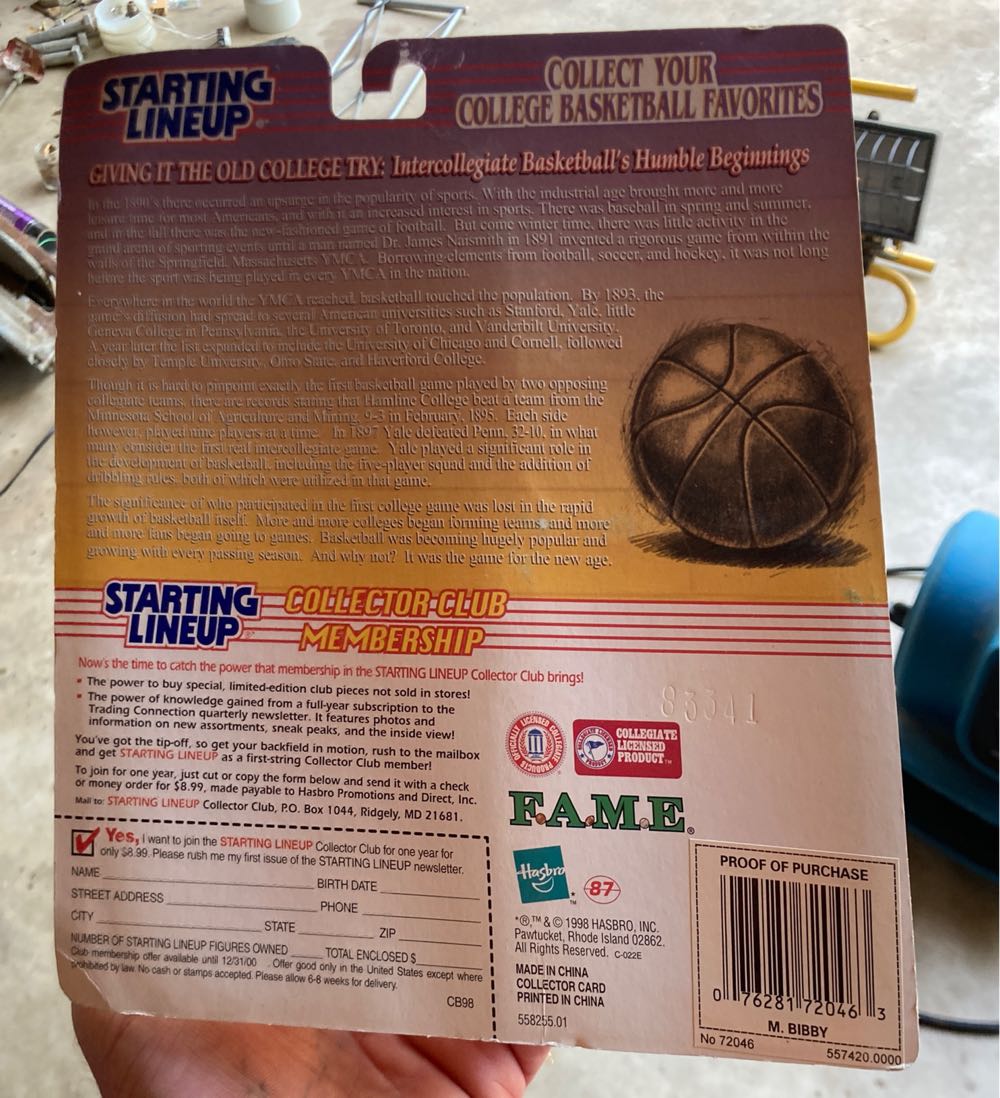 STARTING
LINEUP®
COLLECT YOUR
COLLEGE BASKETBALL FAVORITES
GIVING IT THE OLD COLLEGE TRY: Intercollegiate Basketball's Humble Beginnings
In the 1800's there occurred an upsurge in the popularity of sports. With the industrial age brought more and more
leisure time for most Americans, and with it an increased interest in sports. There was baseball in spring and summer,
and in the fall there was the new-fashioned game of football. But come winter time, there was little activity in the
grand arena of sporting events until a man named Dr. James Naismith in 1891 invented a rigorous game from within the
walls of the Springfield, Massachusetts YMCA. Borrowing elements from football, soccer, and hockey, it was not long
before the sport was being played in every YMCA in the nation.
Everywhere in the world the YMCA reached, basketball touched the population. By 1893, the
game's diffusion had spread to several American universities such as Stanford, Yale, little
Geneva College in Pennsylvania, the University of Toronto, and Vanderbilt University.
A year later the list expanded to include the University of Chicago and Cornell, followed
closely by Temple University, Ohio State, and Haverford College.
Though it is hard to pinpoint exactly, the first basketball game played by two opposing
collegiate teams, there are records stating that Hamline College beat a team from the
Minnesota School of Agriculture and Mining, 9-3 in February, 1895. Each side
however, played nine players at a time. In 1897 Yale defeated Penn, 32-10, in what
many consider the first real intercollegiate game. Yale played a significant role in
the development of basketball, including the five-player squad and the addition of
dribbling rules, both of which were utilized in that game.
The significance of who participated in the first college game was lost in the rapid
growth of basketball itself. More and more colleges began forming teams and more
and more fans began going to games. Basketball was becoming hugely popular and
growing with every passing season. And why not? It was the game for the new age.
STARTING
LINEUP®
COLLECTOR CLUB
MEMBERSHIP
Now's the time to catch the power that membership in the STARTING LINEUP Collector Club brings!
▪ The power to buy special, limited-edition club pieces not sold in stores!
▪ The power of knowledge gained from a full-year subscription to the
Trading Connection quarterly newsletter. It features photos and
information on new assortments, sneak peaks, and the inside view!
You've got the tip-off, so get your backfield in motion, rush to the mailbox
and get STARTING LINEUP as a first-string Collector Club member!
To join for one year, just cut or copy the form below and send it with a check
or money order for $8.99, made payable to Hasbro Promotions and Direct, Inc.
Mail to: STARTING LINEUP Collector Club, P.O. Box 1044, Ridgely, MD 21681.
Yes, I want to join the STARTING LINEUP Collector Club for one year for
only $8.99. Please rush me my first issue of the STARTING LINEUP newsletter.
NAME BIRTH DATE
STREET ADDRESS PHONE
CITY STATE ZIP
NUMBER OF STARTING LINEUP FIGURES OWNED TOTAL ENCLOSED $
Club membership offer available until 12/31/00 Offer good only in the United States except where
prohibited by law. No cash or stamps accepted. Please allow 6-8 weeks for delivery.
CB98
83341
OFFICIALLY LICENSED COLLEGIATE PRODUCTS
COLLEGIATE
LICENSED
PRODUCT™
F.A.M.E.®
Hasbro™
87
*®,™ & © 1998 HASBRO, INC.
Pawtucket, Rhode Island 02862.
All Rights Reserved. C-022E
MADE IN CHINA
COLLECTOR CARD
PRINTED IN CHINA
558255.01
PROOF OF PURCHASE
0 76281 72046 3
M. BIBBY
No 72046
557420.0000